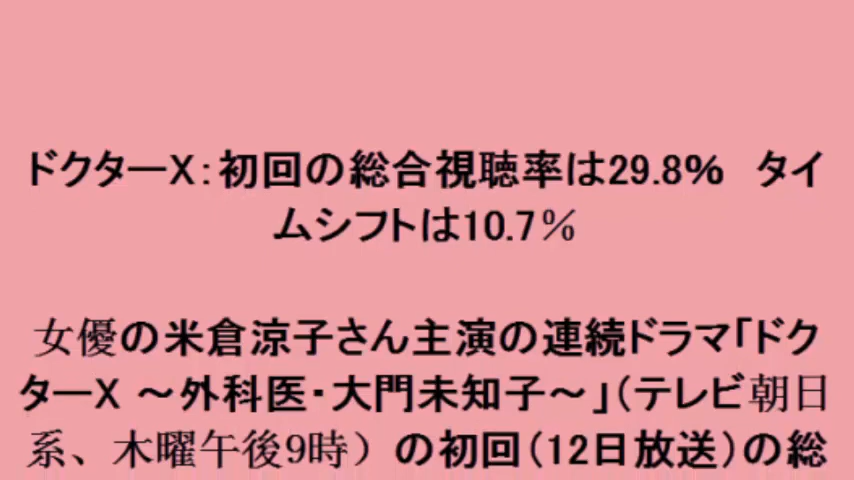 ドクターX：初回の総合視聴率は29.8％　タイ
ムシフトは10.7％
女優の米倉涼子さん主演の連続ドラマ「ドク
ターX ～外科医・大門未知子～」（テレビ朝日
系、木曜午後9時）の初回（12日放送）の総